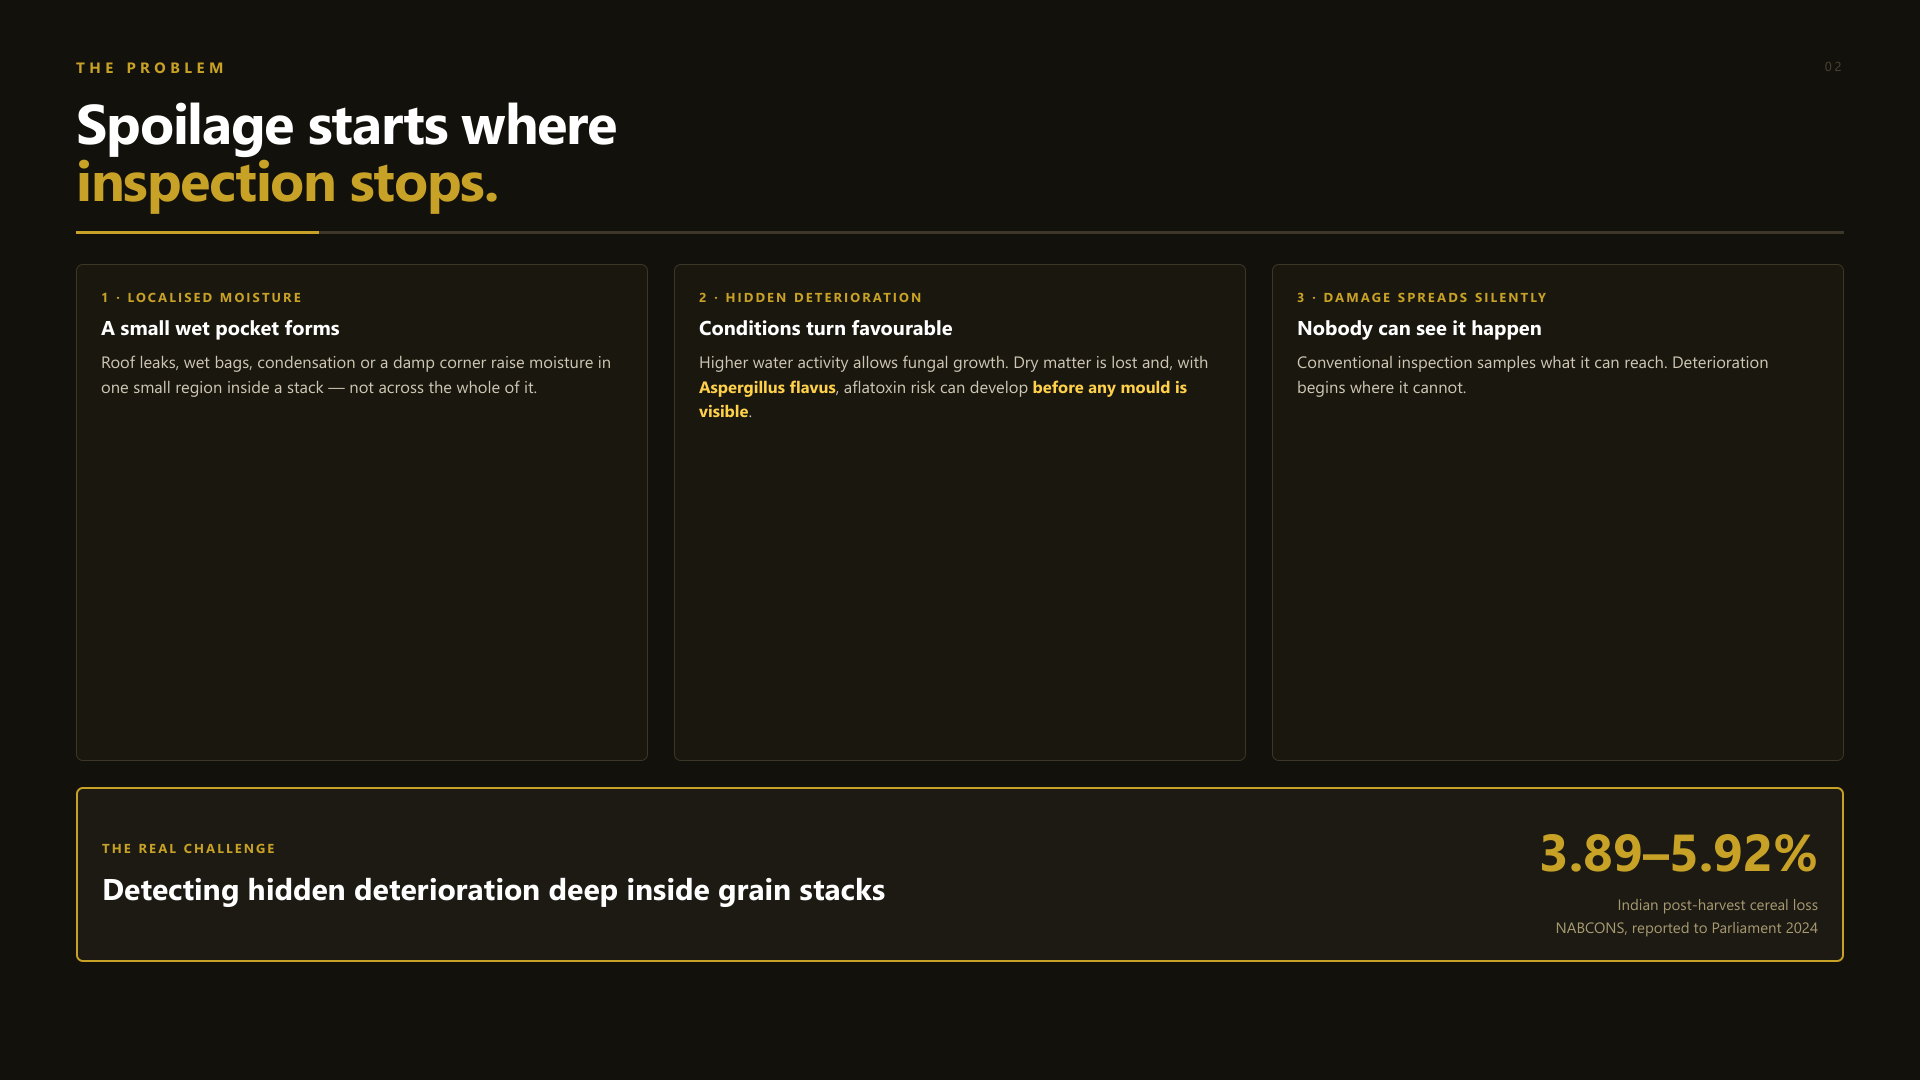 THE PROBLEM
02
Spoilage starts where
inspection stops.
1 · LOCALISED MOISTURE
A small wet pocket forms
Roof leaks, wet bags, condensation or a damp corner raise moisture in
one small region inside a stack — not across the whole of it.
2 · HIDDEN DETERIORATION
Conditions turn favourable
Higher water activity allows fungal growth. Dry matter is lost and, with
Aspergillus flavus, aflatoxin risk can develop before any mould is
visible.
3 · DAMAGE SPREADS SILENTLY
Nobody can see it happen
Conventional inspection samples what it can reach. Deterioration
begins where it cannot.
THE REAL CHALLENGE
Detecting hidden deterioration deep inside grain stacks
3.89–5.92%
Indian post-harvest cereal loss
NABCONS, reported to Parliament 2024